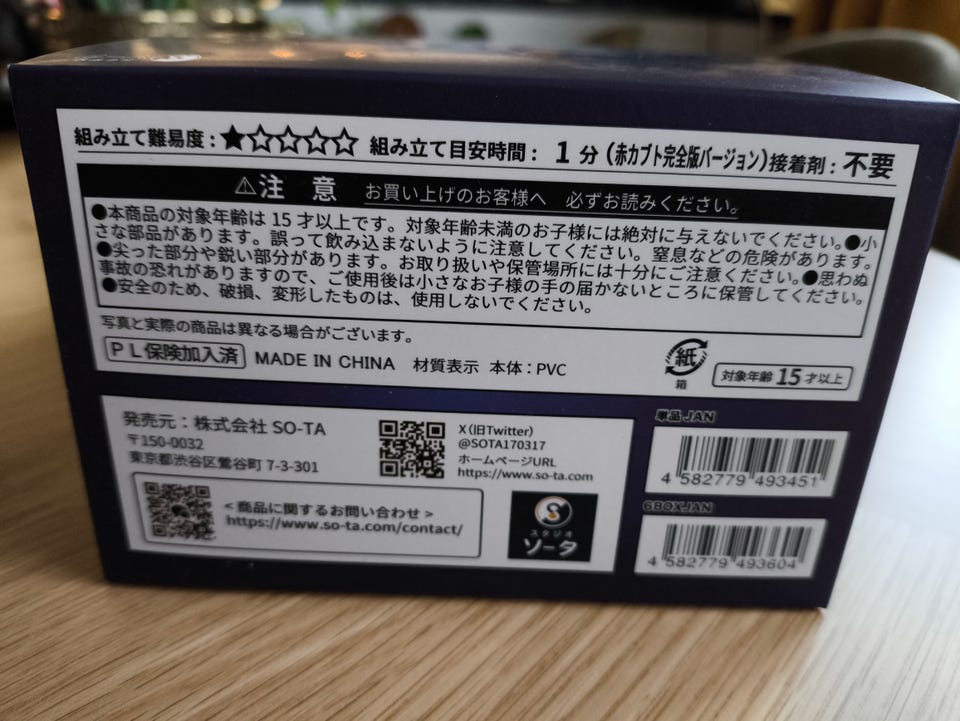 組み立て難易度:★☆☆☆☆ 組み立て目安時間: 1 分 (赤カブト完全版バージョン)接着剤:不要
⚠注 意 お買い上げのお客様へ 必ずお読みください。
●本商品の対象年齢は 15 才以上です。対象年齢未満のお子様には絶対に与えないでください。●小
さな部品があります。誤って飲み込まないように注意してください。窒息などの危険があります。
●尖った部分や鋭い部分があります。お取り扱いや保管場所には十分にご注意ください。●思わぬ
事故の恐れがありますので、ご使用後は小さなお子様の手の届かないところに保管してください。
●安全のため、破損、変形したものは、使用しないでください。
写真と実際の商品は異なる場合がございます。
PL保険加入済 MADE IN CHINA 材質表示 本体:PVC
紙
箱
対象年齢 15 才以上
発売元:株式会社 SO-TA
〒150-0032
東京都渋谷区鶯谷町 7-3-301
X(旧Twitter)
@SOTA170317
ホームページURL
https://www.so-ta.com
<商品に関するお問い合わせ>
https://www.so-ta.com/contact/
スタジオ
ソータ
単品JAN
4 582779 493451
6BOXJAN
4 582779 493604